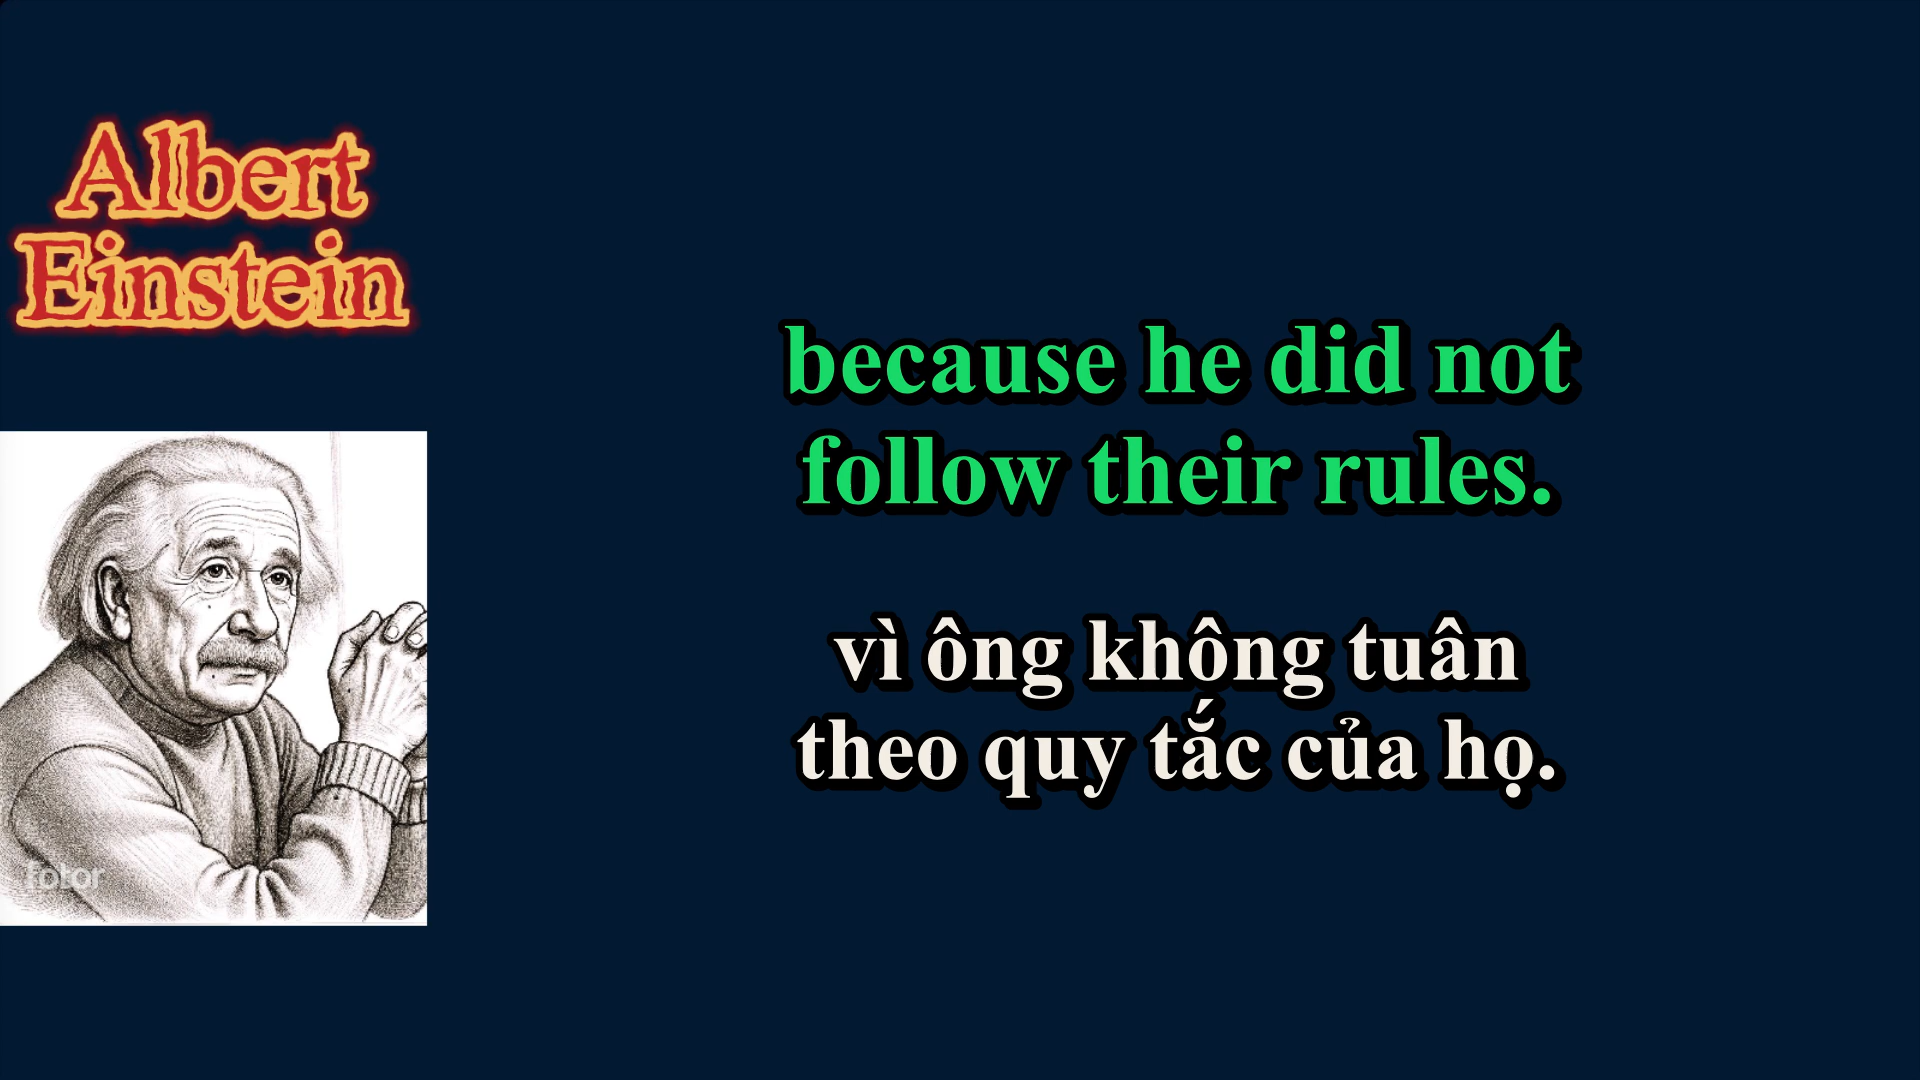 Albert
Einstein
because he did not
follow their rules.
vì ông không tuân
theo quy tắc của họ.
fotor